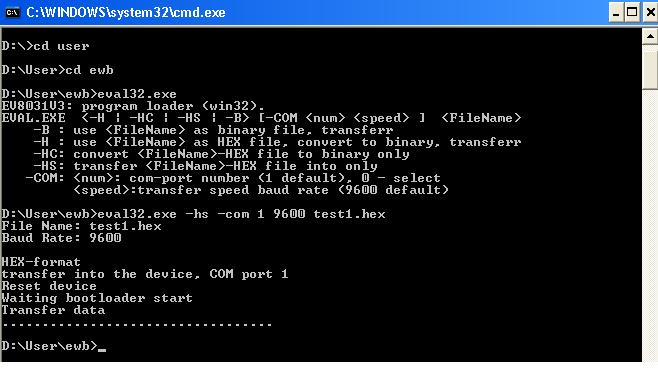 C:\WINDOWS\system32\cmd.exe
D:\>cd user
D:\User>cd ewb
D:\User\ewb>eval32.exe
EV8031V3: program loader (win32).
EVAL.EXE  {-H ¦ -HC ¦ -HS ¦ -B} [-COM <num> <speed> ]  <FileName>
-B : use <FileName> as binary file, transferr
-H : use <FileName> as HEX file, convert to binary, transferr
-HC: convert <FileName>-HEX file to binary only
-HS: transfer <FileName>-HEX file into only
-COM: <num>: com-port number (1 default), 0 - select
<speed>:transfer speed baud rate (9600 default)
D:\User\ewb>eval32.exe -hs -com 1 9600 test1.hex
File Name: test1.hex
Baud Rate: 9600
HEX-format
transfer into the device, COM port 1
Reset device
Waiting bootloader start
Transfer data
................................
D:\User\ewb>_